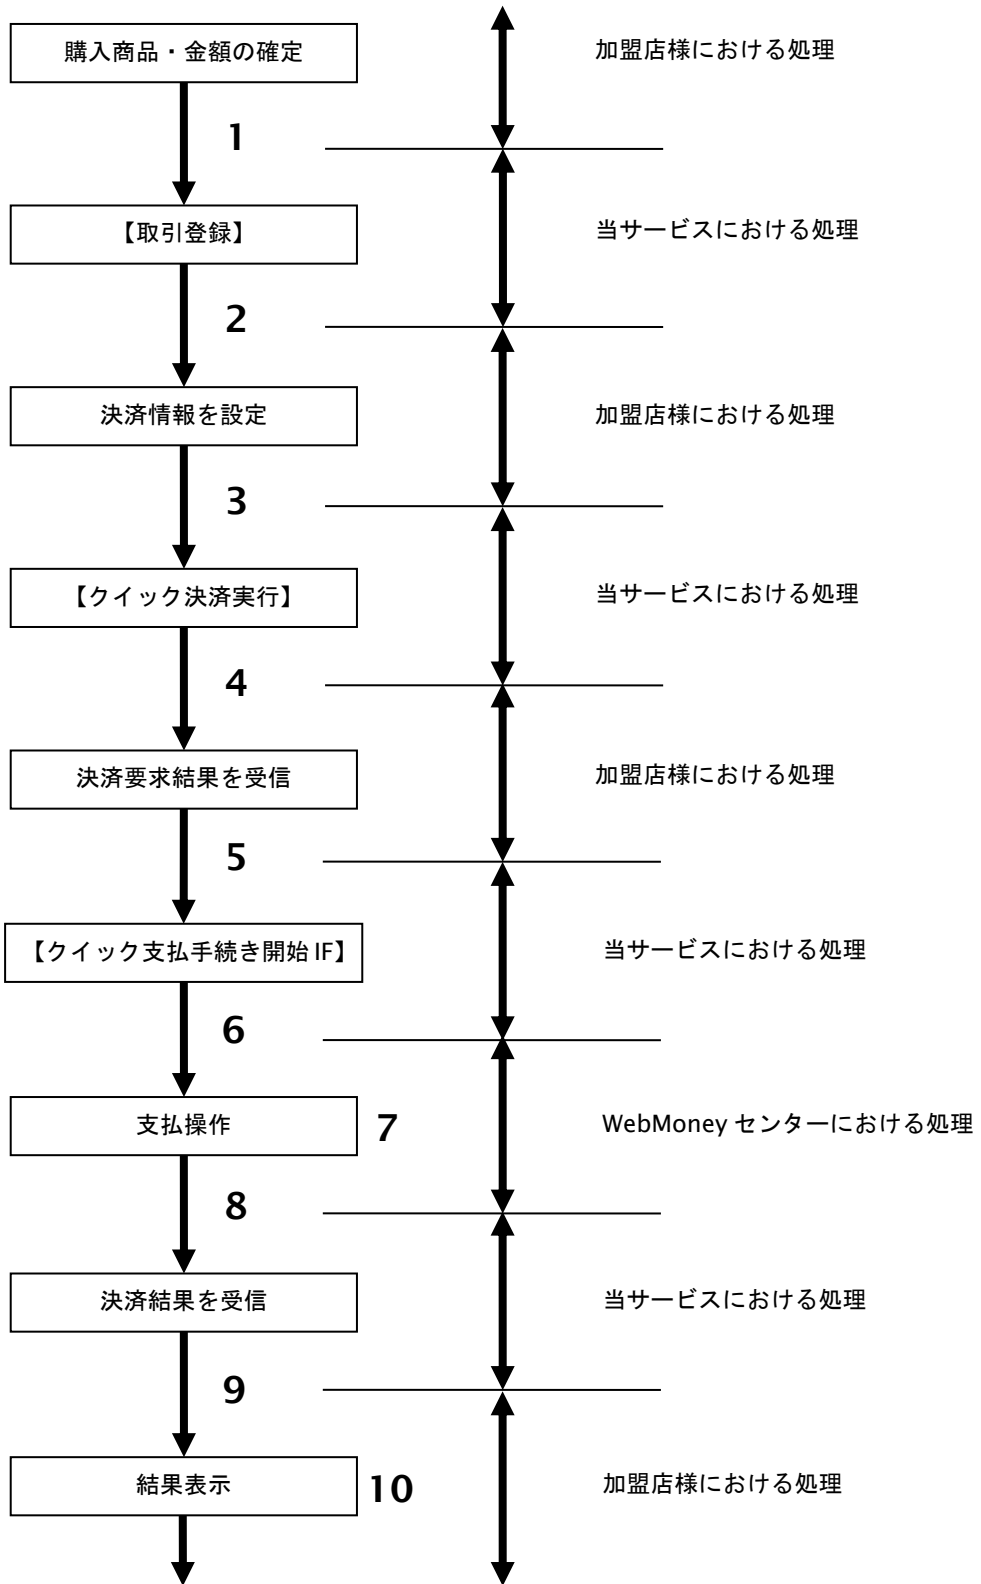 購入商品・金額の確定
加盟店様における処理
1
【取引登録】
当サービスにおける処理
2
決済情報を設定
加盟店様における処理
3
【クイック決済実行】
当サービスにおける処理
4
決済要求結果を受信
加盟店様における処理
5
【クイック支払手続き開始 IF】
当サービスにおける処理
6
支払操作
7
WebMoney センターにおける処理
8
決済結果を受信
当サービスにおける処理
9
結果表示
10
加盟店様における処理